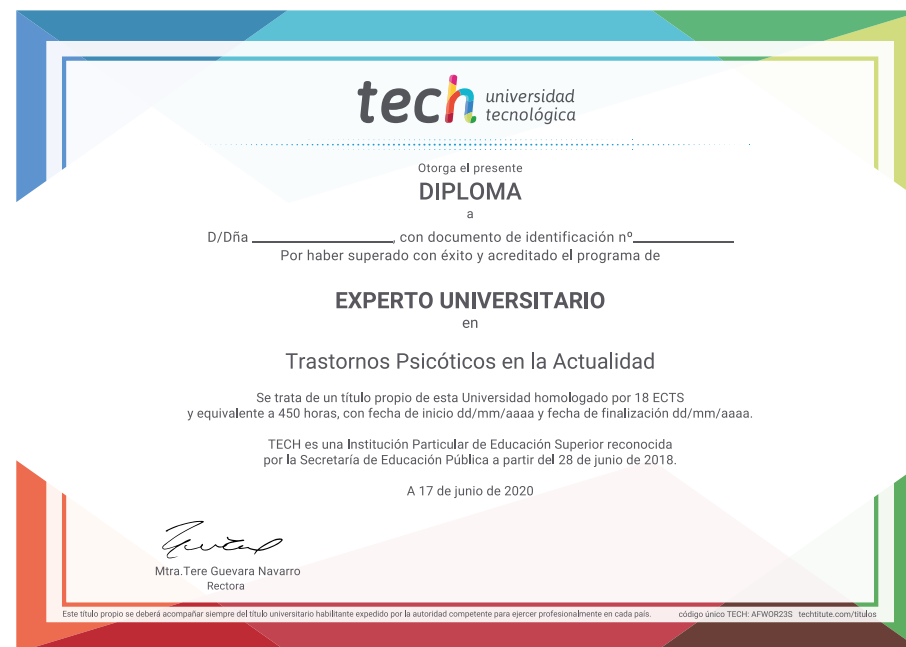 tech universidad
tecnológica
Otorga el presente
DIPLOMA
a
D/Dña ____________________, con documento de identificación nº______________
Por haber superado con éxito y acreditado el programa de
EXPERTO UNIVERSITARIO
en
Trastornos Psicóticos en la Actualidad
Se trata de un título propio de esta Universidad homologado por 18 ECTS
y equivalente a 450 horas, con fecha de inicio dd/mm/aaaa y fecha de finalización dd/mm/aaaa.
TECH es una Institución Particular de Educación Superior reconocida
por la Secretaría de Educación Pública a partir del 28 de junio de 2018.
A 17 de junio de 2020
Mtra.Tere Guevara Navarro
Rectora
Este título propio se deberá acompañar siempre del título universitario habilitante expedido por la autoridad competente para ejercer profesionalmente en cada país. código único TECH: AFWOR23S techtitute.com/titulos